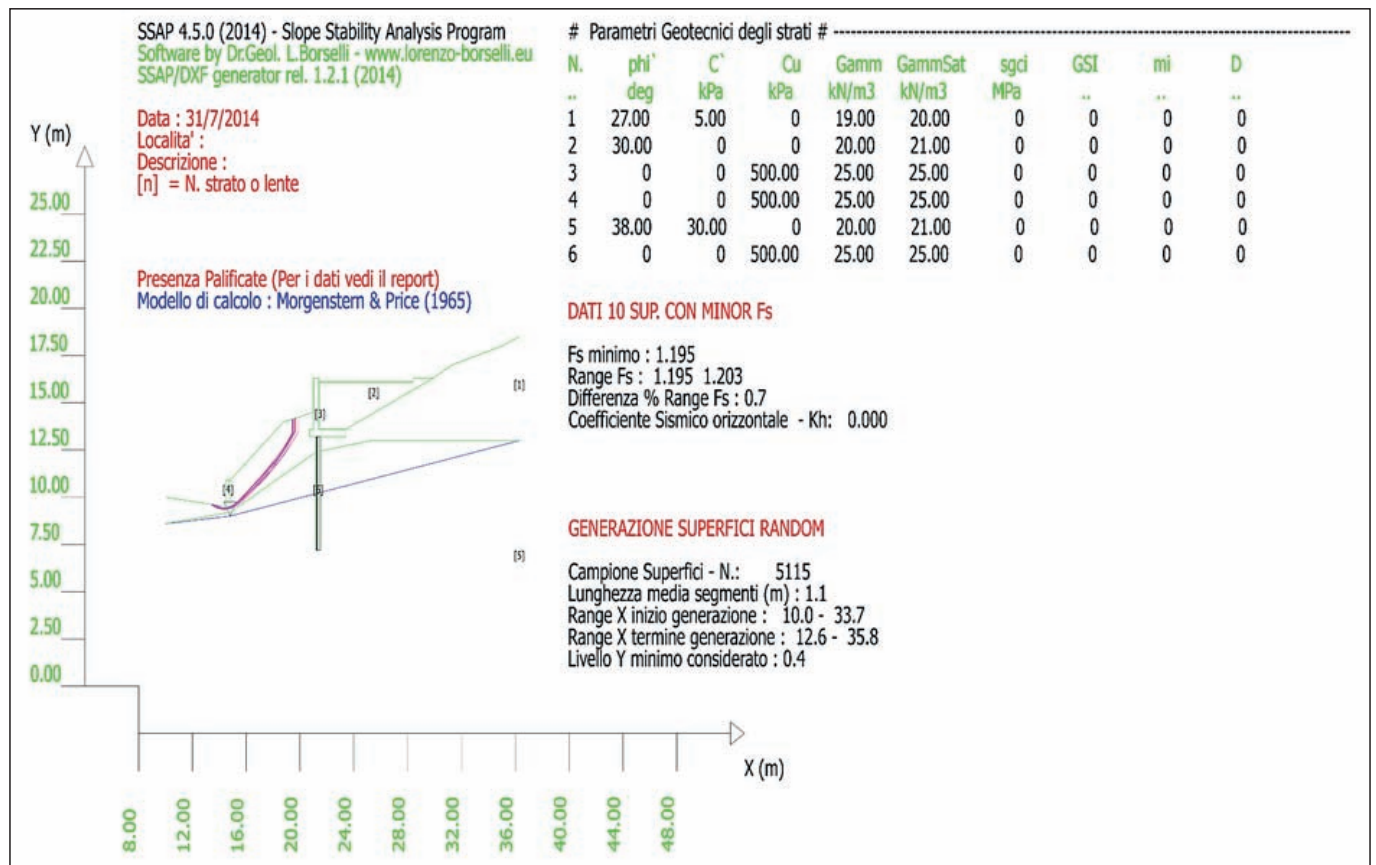 SSAP 4.5.0 (2014) - Slope Stability Analysis Program
Software by Dr.Geol. L.Borselli - www.lorenzo-borselli.eu
SSAP/DXF generator rel. 1.2.1 (2014)
Data : 31/7/2014
Localita' :
Descrizione :
[n] = N. strato o lente
Presenza Palificate (Per i dati vedi il report)
Modello di calcolo : Morgenstern & Price (1965)
# Parametri Geotecnici degli strati #
N. phi` C` Cu Gamm GammSat sgci GSI mi D
.. deg kPa kPa kN/m3 kN/m3 MPa .. .. ..
1 27.00 5.00 0 19.00 20.00 0 0 0 0
2 30.00 0 0 20.00 21.00 0 0 0 0
3 0 0 500.00 25.00 25.00 0 0 0 0
4 0 0 500.00 25.00 25.00 0 0 0 0
5 38.00 30.00 0 20.00 21.00 0 0 0 0
6 0 0 500.00 25.00 25.00 0 0 0 0
DATI 10 SUP. CON MINOR Fs
Fs minimo : 1.195
Range Fs : 1.195 1.203
Differenza % Range Fs : 0.7
Coefficiente Sismico orizzontale - Kh: 0.000
GENERAZIONE SUPERFICI RANDOM
Campione Superfici - N.: 5115
Lunghezza media segmenti (m) : 1.1
Range X inizio generazione : 10.0 - 33.7
Range X termine generazione : 12.6 - 35.8
Livello Y minimo considerato : 0.4
Y (m)
25.00
22.50
20.00
17.50
15.00
12.50
10.00
7.50
5.00
2.50
0.00
[1]
[2]
[3]
[4]
[6]
[5]
X (m)
8.00
12.00
16.00
20.00
24.00
28.00
32.00
36.00
40.00
44.00
48.00